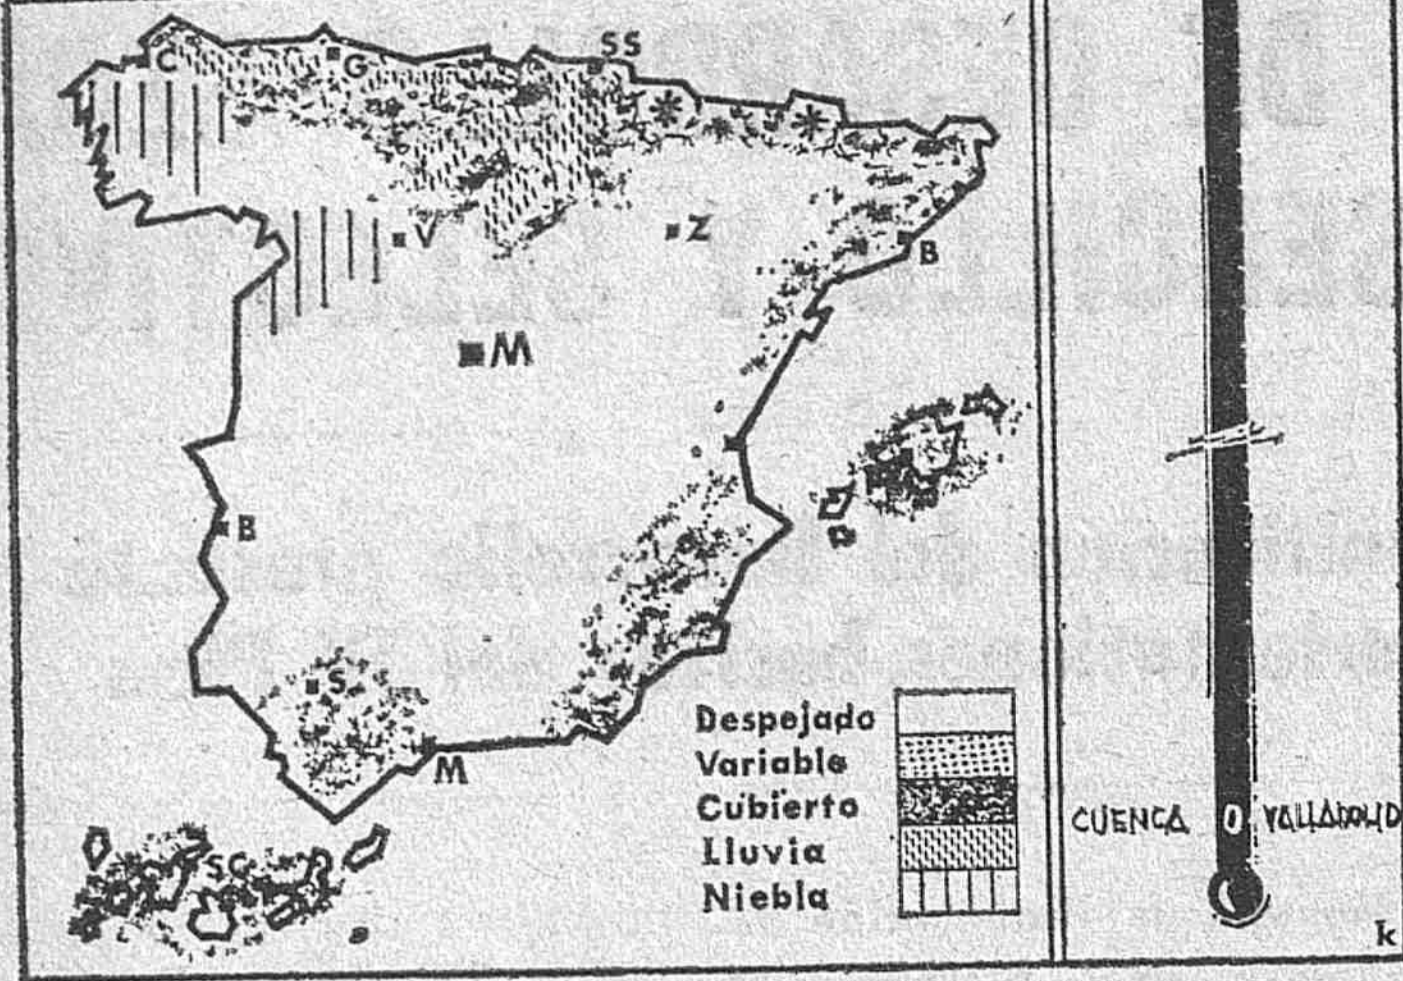 SS
C
G
V
Z
B
M
B
S
M
SC
Despejado
Variable
Cubierto
Lluvia
Niebla
CUENCA 0 VALLADOLID
k